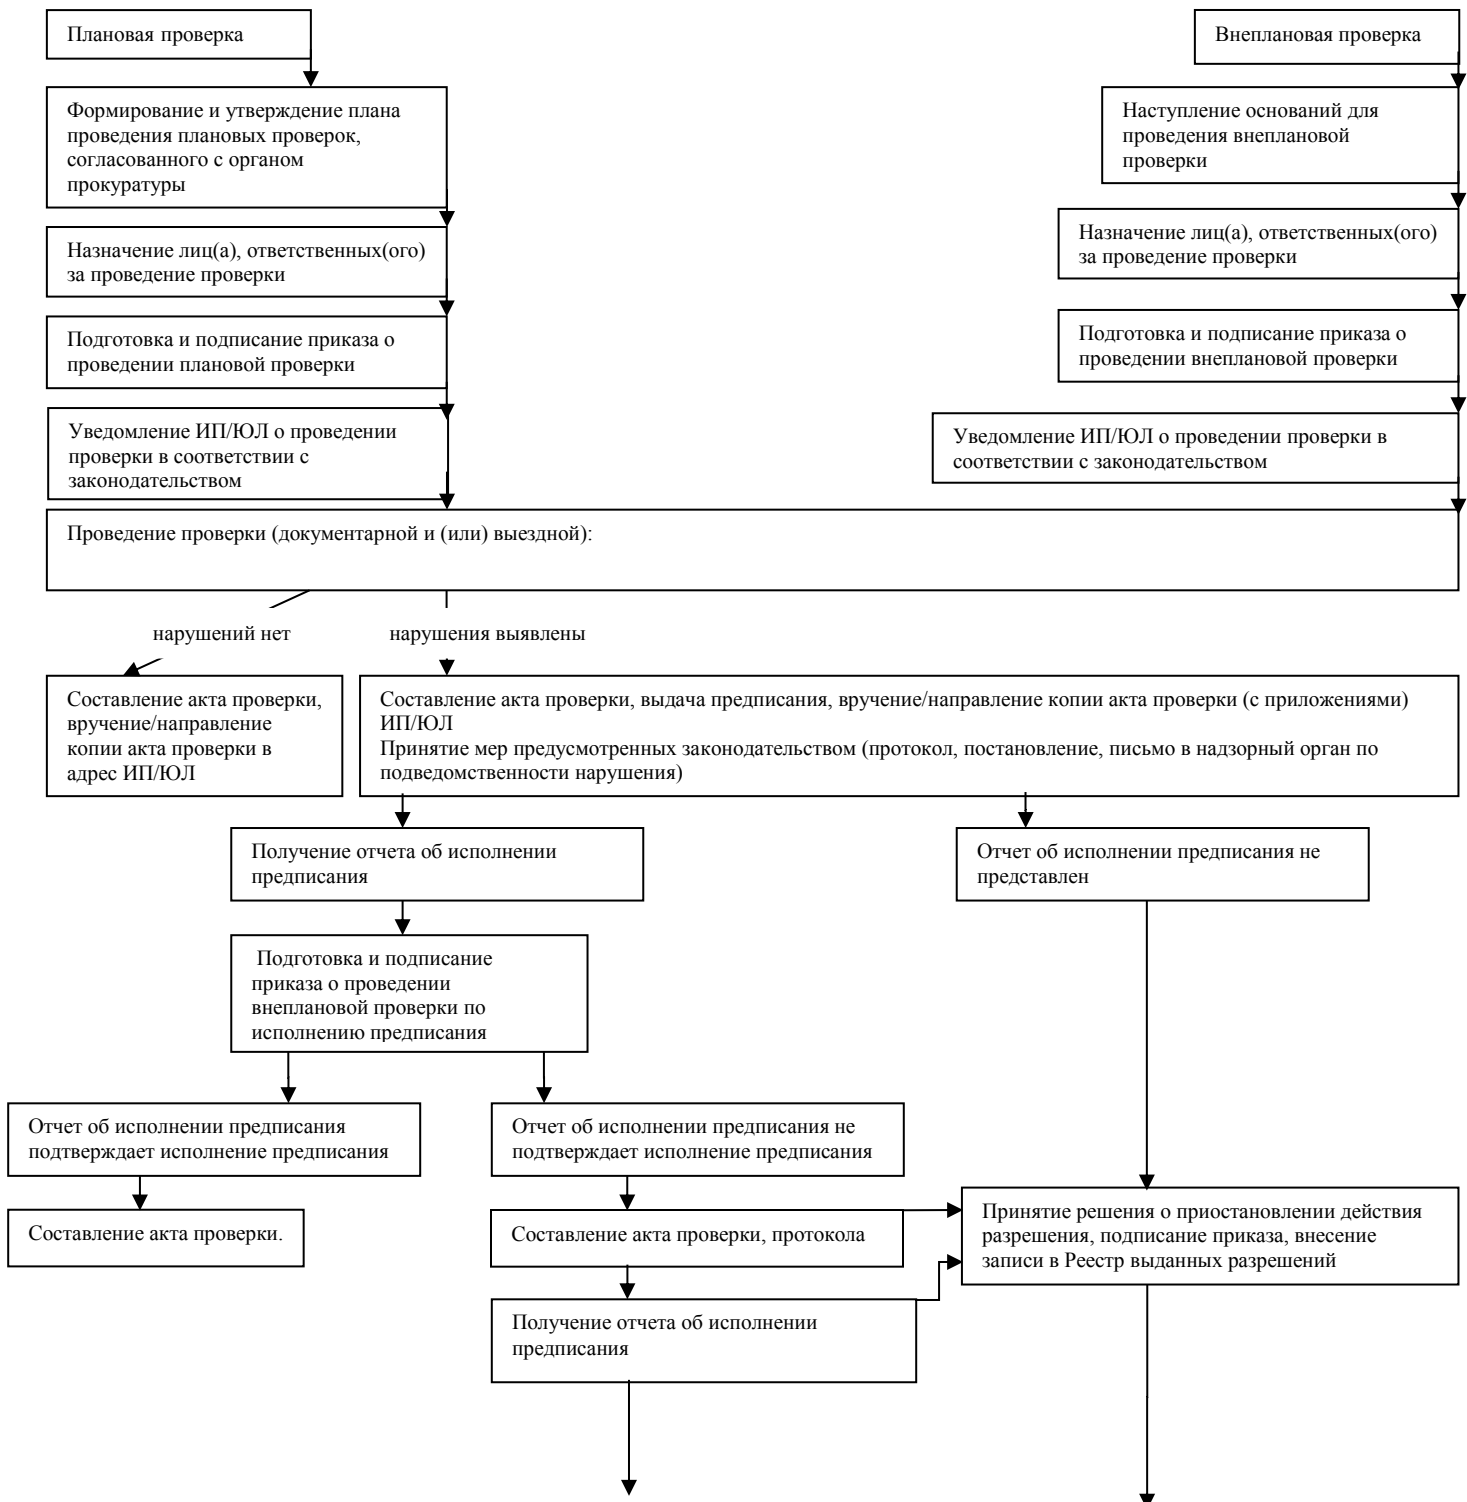 Плановая проверка
Внеплановая проверка
Формирование и утверждение плана
проведения плановых проверок,
согласованного с органом
прокуратуры
Наступление оснований для
проведения внеплановой
проверки
Назначение лиц(а), ответственных(ого)
за проведение проверки
Назначение лиц(а), ответственных(ого)
за проведение проверки
Подготовка и подписание приказа о
проведении плановой проверки
Подготовка и подписание приказа о
проведении внеплановой проверки
Уведомление ИП/ЮЛ о проведении
проверки в соответствии с
законодательством
Уведомление ИП/ЮЛ о проведении проверки в
соответствии с законодательством
Проведение проверки (документарной и (или) выездной):
нарушений нет
нарушения выявлены
Составление акта проверки,
вручение/направление
копии акта проверки в
адрес ИП/ЮЛ
Составление акта проверки, выдача предписания, вручение/направление копии акта проверки (с приложениями)
ИП/ЮЛ
Принятие мер предусмотренных законодательством (протокол, постановление, письмо в надзорный орган по
подведомственности нарушения)
Получение отчета об исполнении
предписания
Отчет об исполнении предписания не
представлен
Подготовка и подписание
приказа о проведении
внеплановой проверки по
исполнению предписания
Отчет об исполнении предписания
подтверждает исполнение предписания
Отчет об исполнении предписания не
подтверждает исполнение предписания
Составление акта проверки.
Составление акта проверки, протокола
Принятие решения о приостановлении действия
разрешения, подписание приказа, внесение
записи в Реестр выданных разрешений
Получение отчета об исполнении
предписания